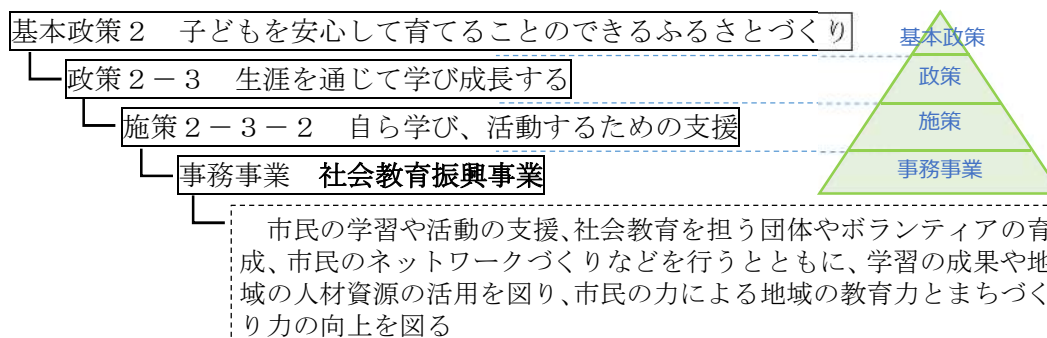 基本政策２　子どもを安心して育てることのできるふるさとづくり
政策２－３　生涯を通じて学び成長する
施策２－３－２　自ら学び、活動するための支援
事務事業　社会教育振興事業
市民の学習や活動の支援、社会教育を担う団体やボランティアの育
成、市民のネットワークづくりなどを行うとともに、学習の成果や地
域の人材資源の活用を図り、市民の力による地域の教育力とまちづく
り力の向上を図る
基本政策
政策
施策
事務事業